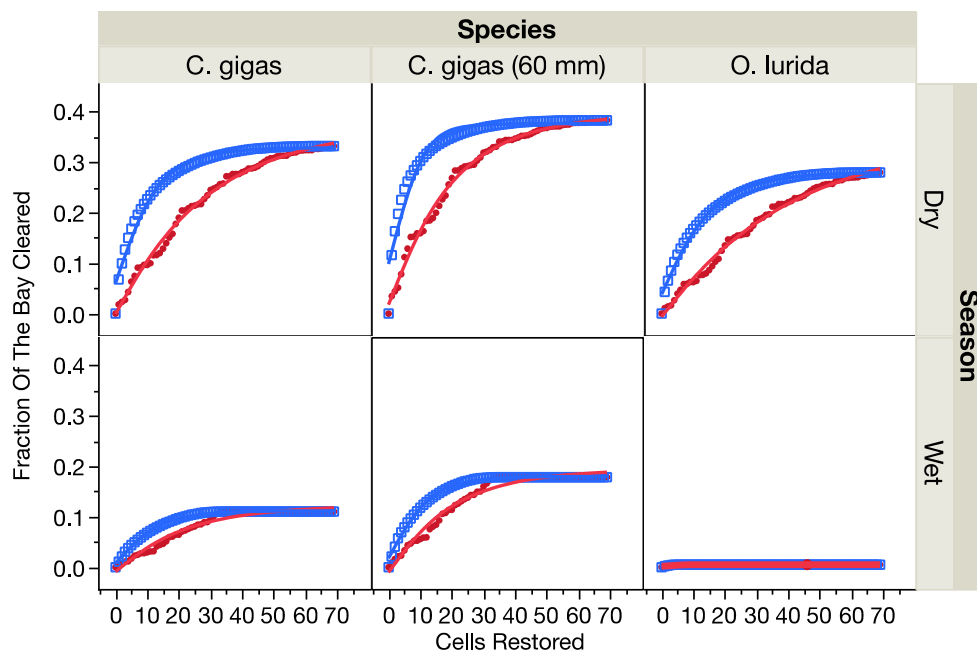 Species
C. gigas
C. gigas (60 mm)
O. lurida
Fraction Of The Bay Cleared
0.4
0.3
0.2
0.1
0.0
Dry
Season
0.4
0.3
0.2
0.1
0.0
Wet
0 10 20 30 40 50 60 70
0 10 20 30 40 50 60 70
0 10 20 30 40 50 60 70
Cells Restored